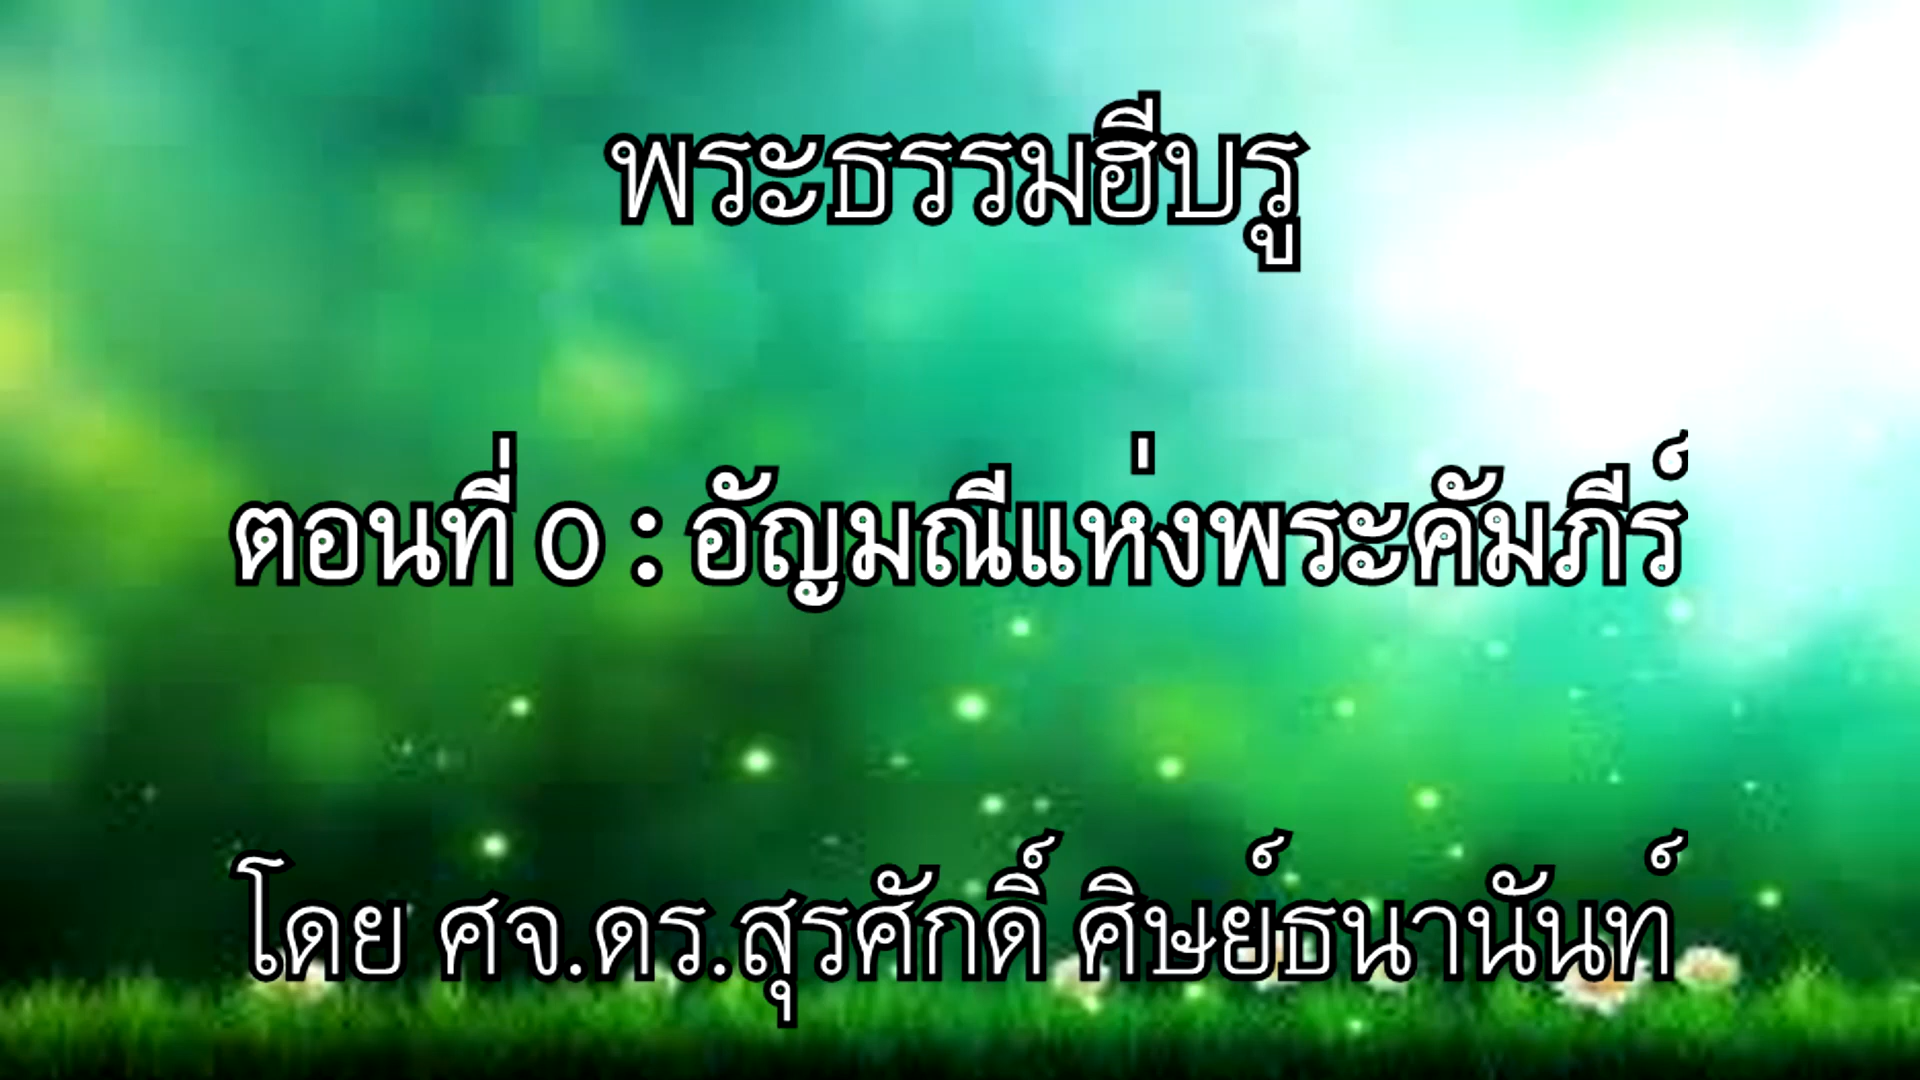 พระธรรมฮีบรู
ตอนที่ 0 : อัญมณีแห่งพระคัมภีร์
โดย ศจ.ดร.สุรศักดิ์ ศิษย์ธนานันท์